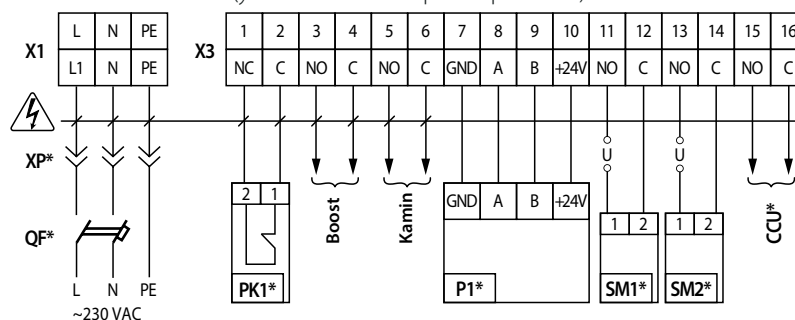 L N PE 1 2 3 4 5 6 7 8 9 10 11 12 13 14 15 16
X1 X3
L1 N PE NC C NO C NO C GND A B +24V NO C NO C NO C
XP*
U U
2 1 GND A B +24V
Boost
Kamin
CCU*
1 2 1 2
QF*
PK1* P1* SM1* SM2*
L N PE
~230 VAC